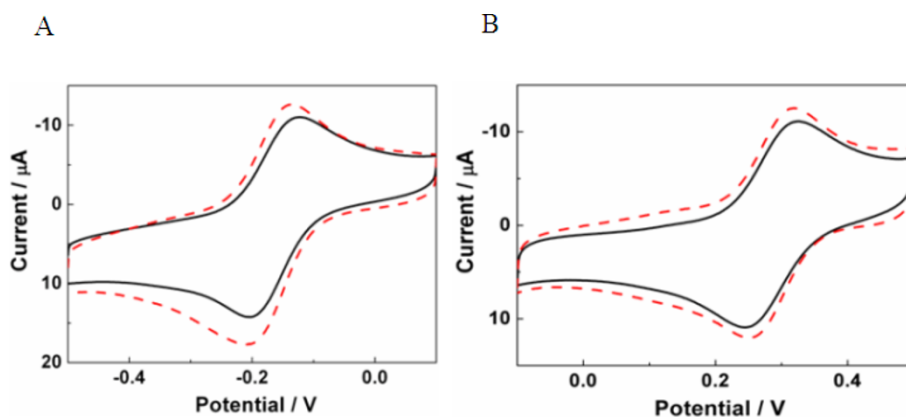 A
B
-10
0
10
20
Current / μA
-0.4
-0.2
0.0
Potential / V
-10
0
10
Current / μA
0.0
0.2
0.4
Potential / V